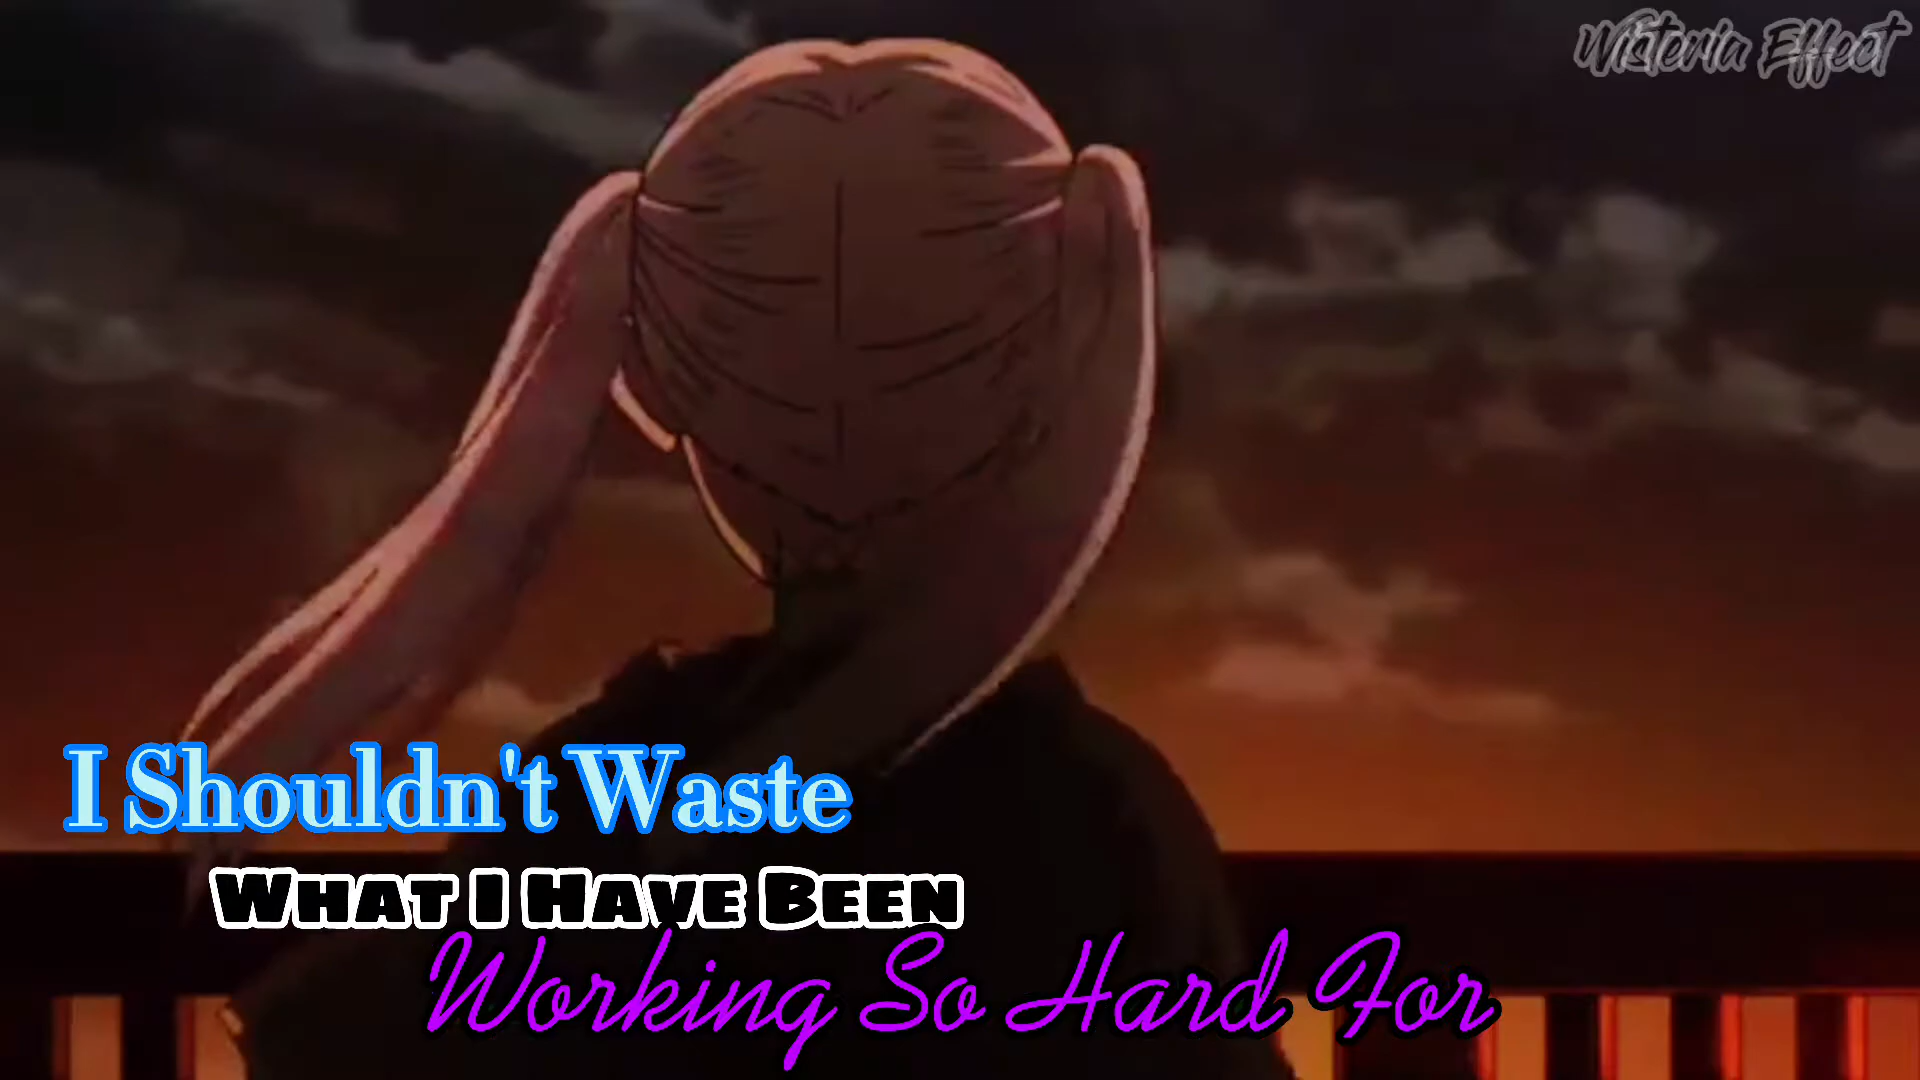 Wisteria Effect
I Shouldn't Waste
What I Have Been
Working So Hard For